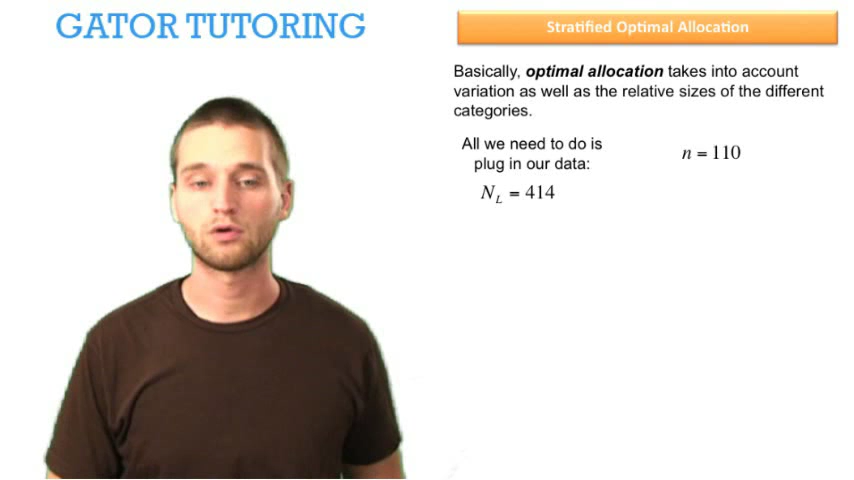 GATOR TUTORING
Stratified Optimal Allocation
Basically, optimal allocation takes into account
variation as well as the relative sizes of the different
categories.
All we need to do is
plug in our data:
n = 110
N_L = 414